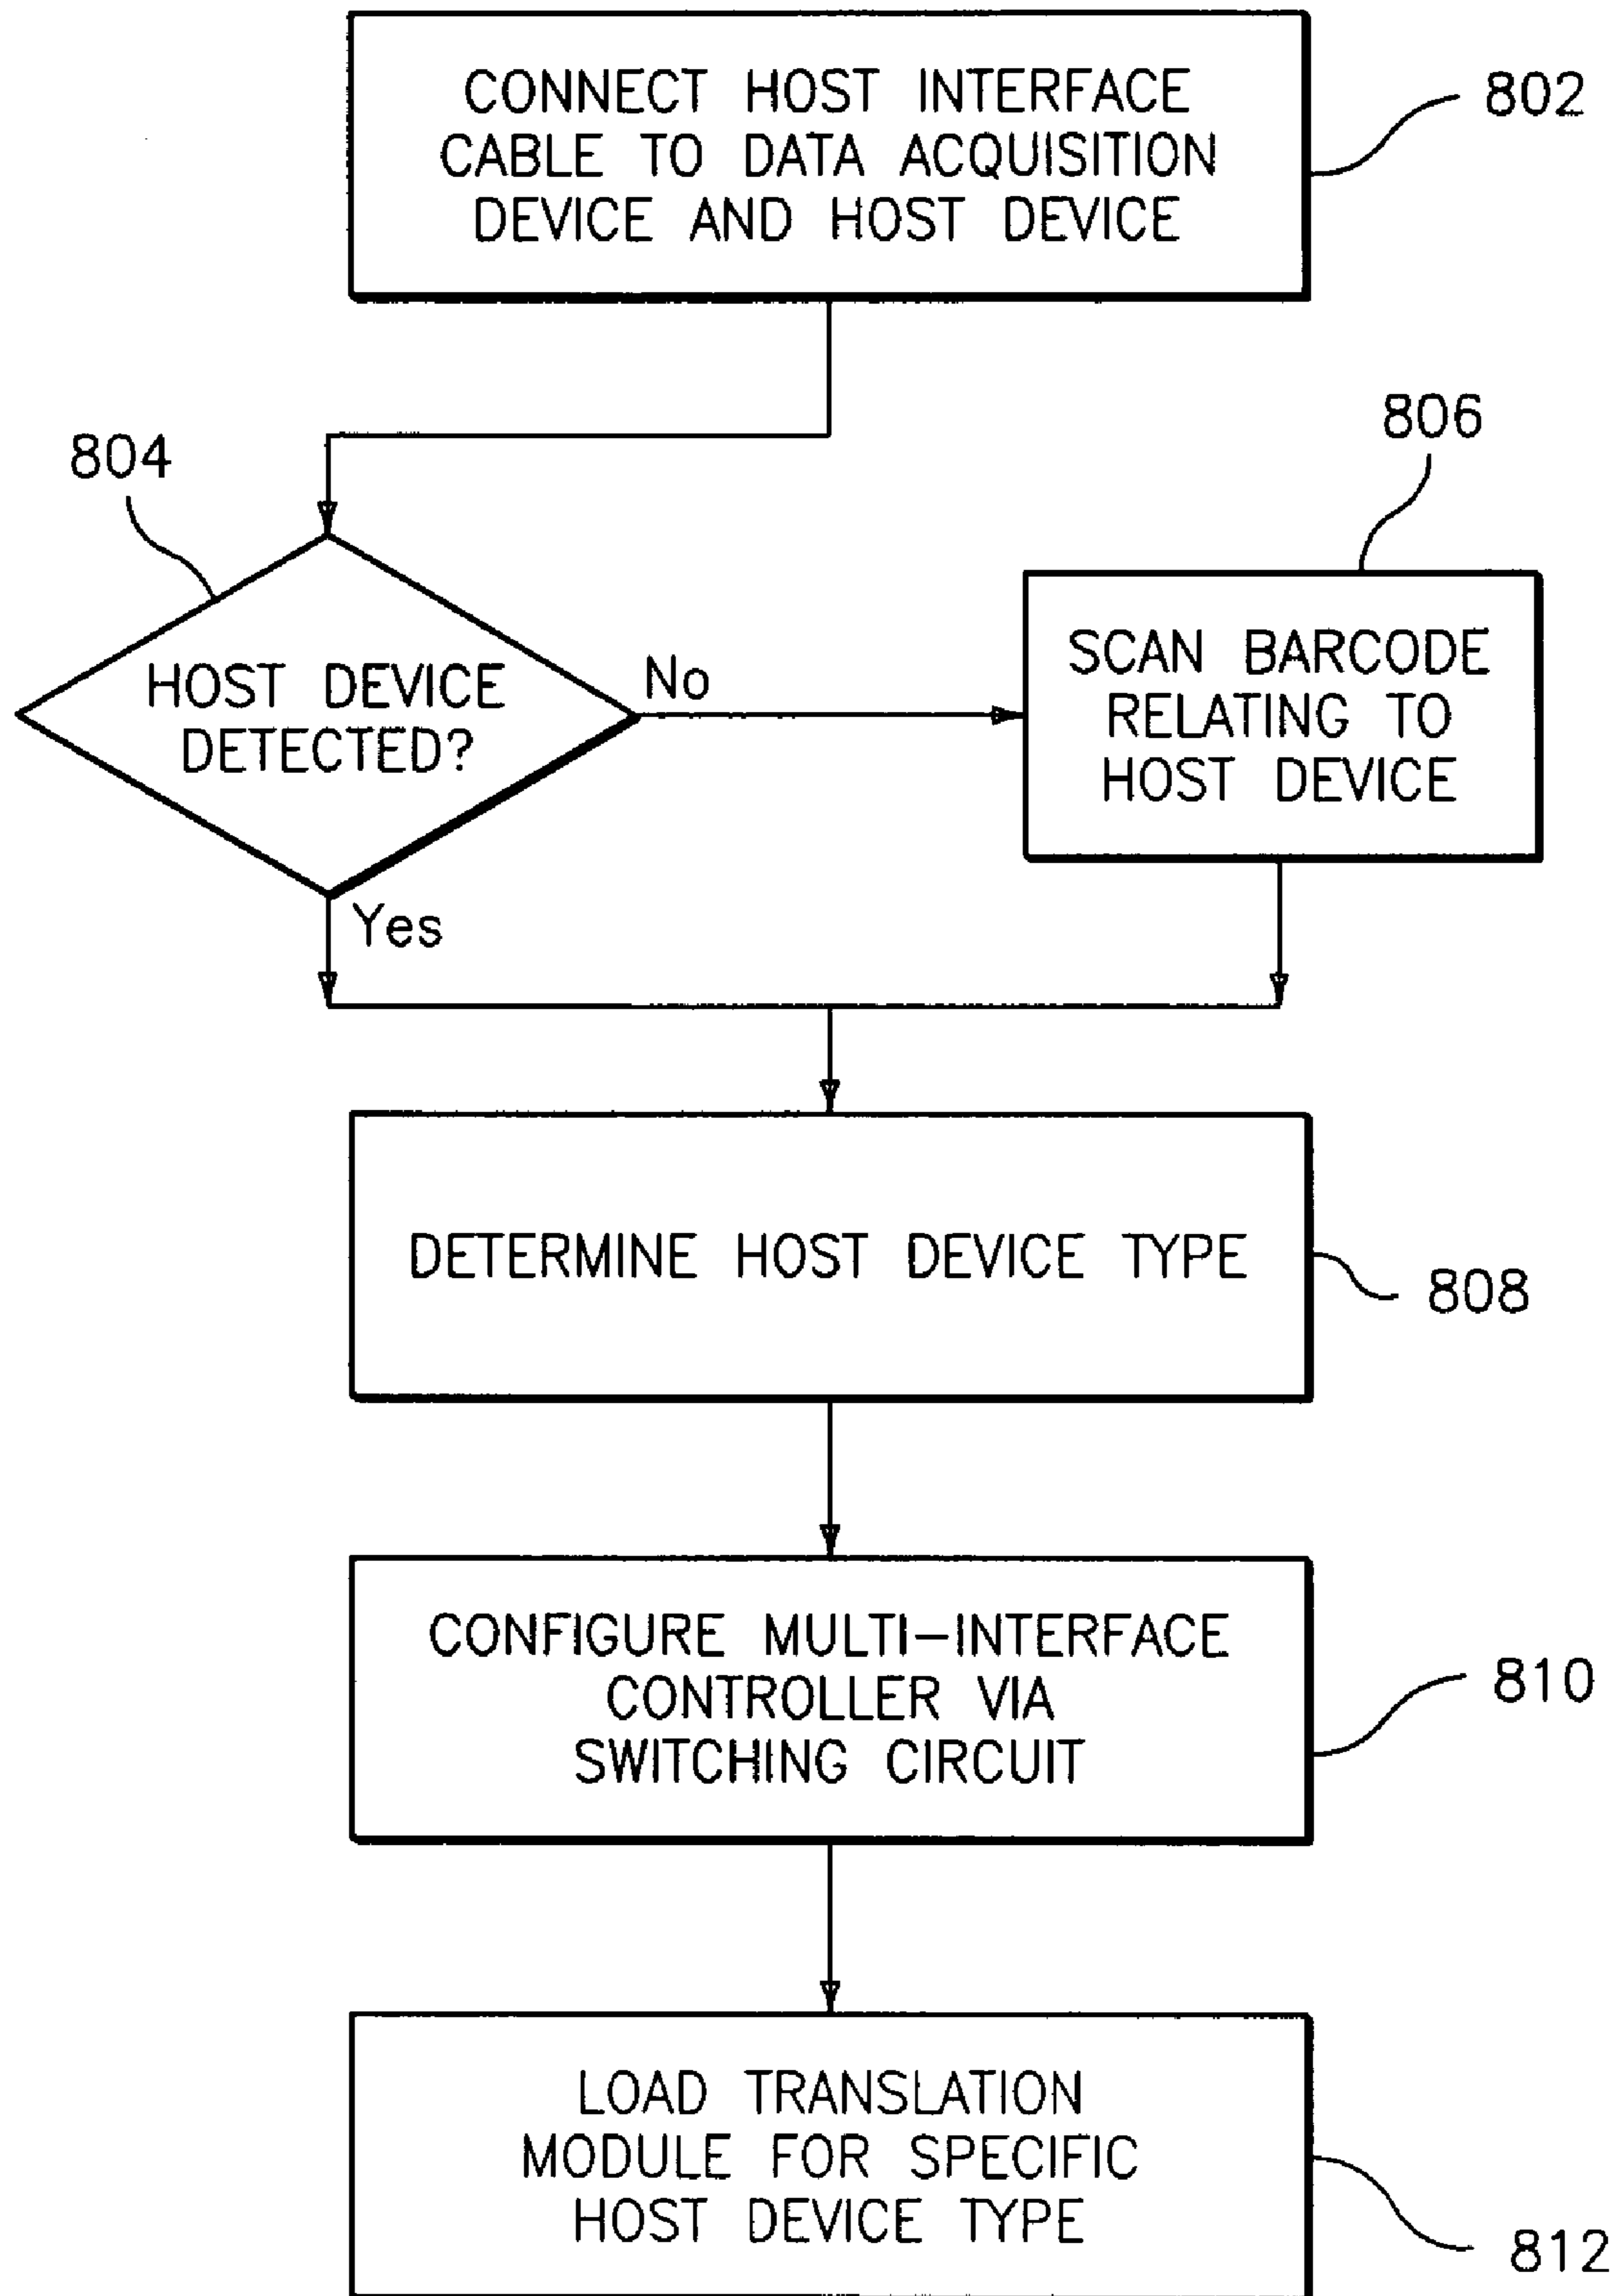 CONNECT HOST INTERFACE
CABLE TO DATA ACQUISITION
DEVICE AND HOST DEVICE
802
804
806
HOST DEVICE
DETECTED?
No
SCAN BARCODE
RELATING TO
HOST DEVICE
Yes
DETERMINE HOST DEVICE TYPE
808
CONFIGURE MULTI-INTERFACE
CONTROLLER VIA
SWITCHING CIRCUIT
810
LOAD TRANSLATION
MODULE FOR SPECIFIC
HOST DEVICE TYPE
812